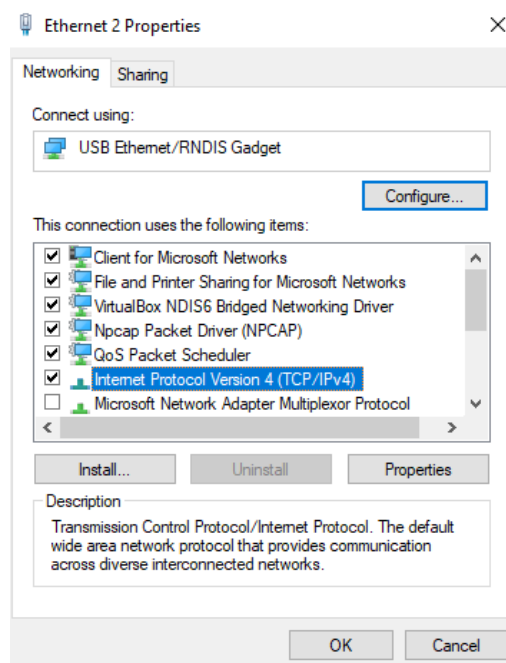 Ethernet 2 Properties
Networking
Sharing
Connect using:
USB Ethernet/RNDIS Gadget
Configure...
This connection uses the following items:
Client for Microsoft Networks
File and Printer Sharing for Microsoft Networks
VirtualBox NDIS6 Bridged Networking Driver
Npcap Packet Driver (NPCAP)
QoS Packet Scheduler
Internet Protocol Version 4 (TCP/IPv4)
Microsoft Network Adapter Multiplexor Protocol
Install...
Uninstall
Properties
Description
Transmission Control Protocol/Internet Protocol. The default
wide area network protocol that provides communication
across diverse interconnected networks.
OK
Cancel